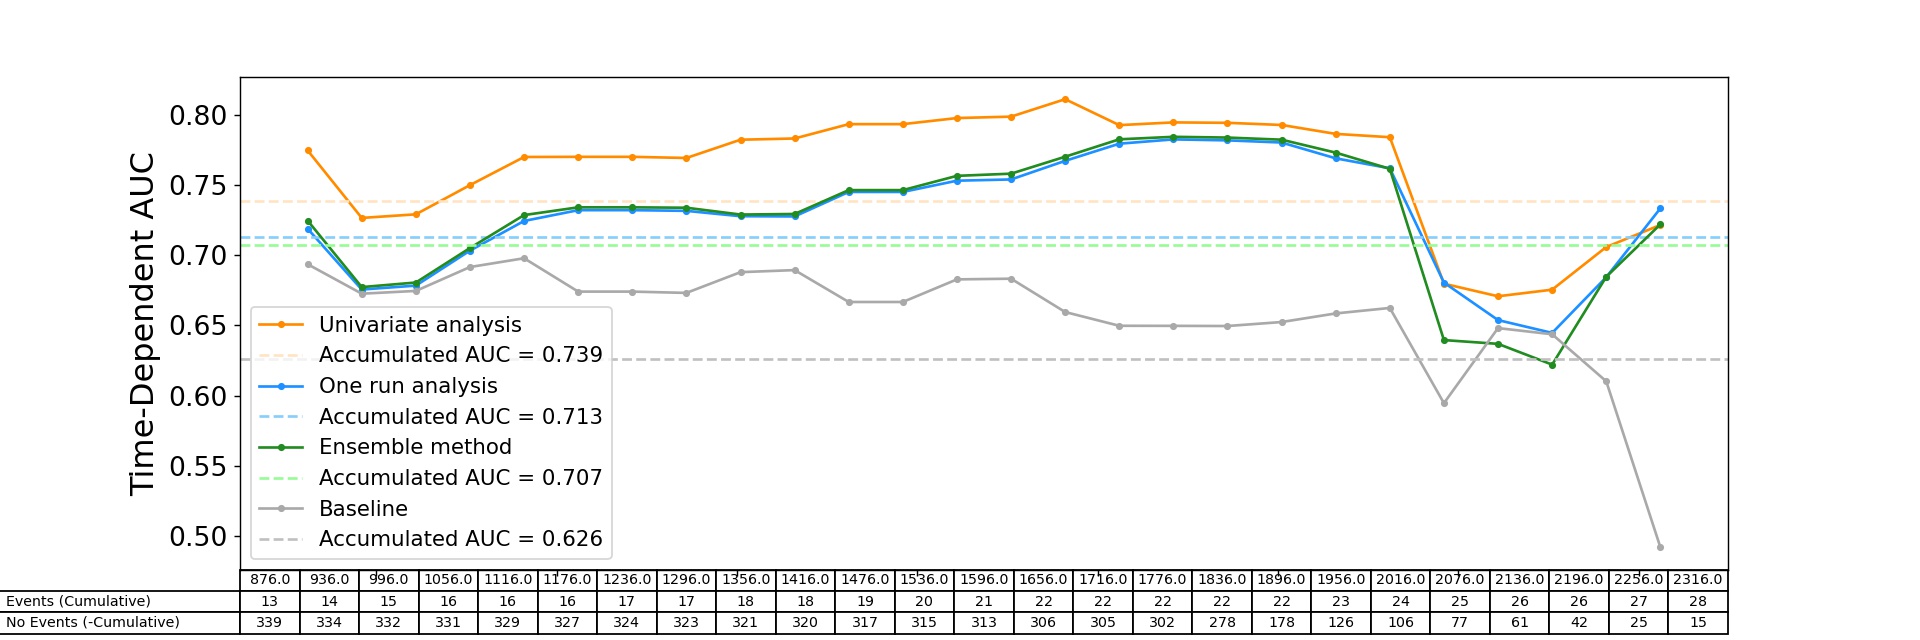 Time-Dependent AUC
0.80
0.75
0.70
0.65
0.60
0.55
0.50
Univariate analysis
Accumulated AUC = 0.739
One run analysis
Accumulated AUC = 0.713
Ensemble method
Accumulated AUC = 0.707
Baseline
Accumulated AUC = 0.626
876.0 936.0 996.0 1056.0 1116.0 1176.0 1236.0 1296.0 1356.0 1416.0 1476.0 1536.0 1596.0 1656.0 1716.0 1776.0 1836.0 1896.0 1956.0 2016.0 2076.0 2136.0 2196.0 2256.0 2316.0
Events (Cumulative) 13 14 15 16 16 16 17 17 18 18 19 20 21 22 22 22 22 22 23 24 25 26 26 27 28
No Events (-Cumulative) 339 334 332 331 329 327 324 323 321 320 317 315 313 306 305 302 278 178 126 106 77 61 42 25 15